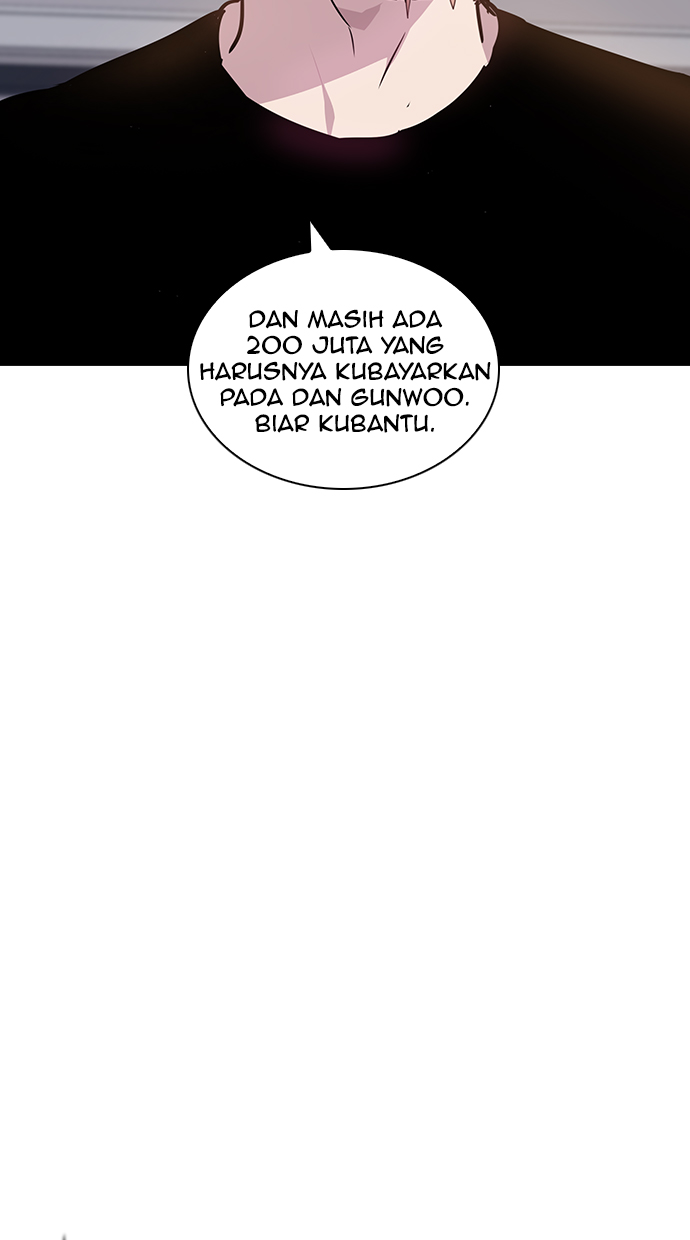 DAN MASIH ADA
200 JUTA YANG
HARUSNYA KUBAYARKAN
PADA DAN GUNWOO.
BIAR KUBANTU.